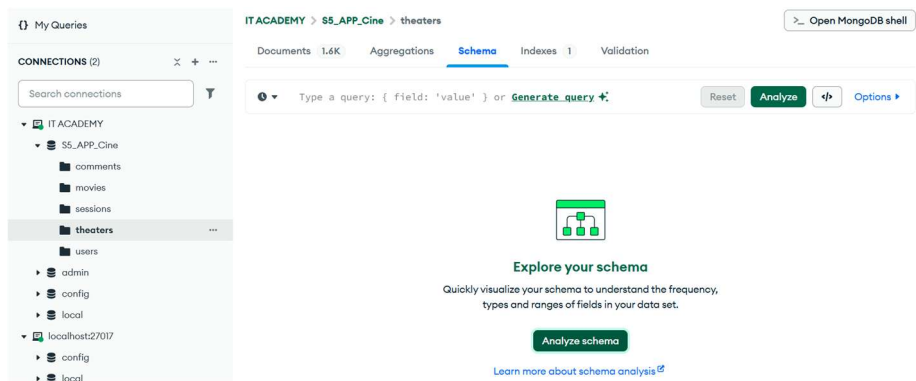 {} My Queries
CONNECTIONS (2)
Search connections
IT ACADEMY
S5_APP_Cine
comments
movies
sessions
theaters
users
admin
config
local
localhost:27017
config
local
IT ACADEMY > S5_APP_Cine > theaters
>_ Open MongoDB shell
Documents 1.6K Aggregations Schema Indexes 1 Validation
Type a query: { field: 'value' } or Generate query
Reset Analyze </> Options
Explore your schema
Quickly visualize your schema to understand the frequency,
types and ranges of fields in your data set.
Analyze schema
Learn more about schema analysis